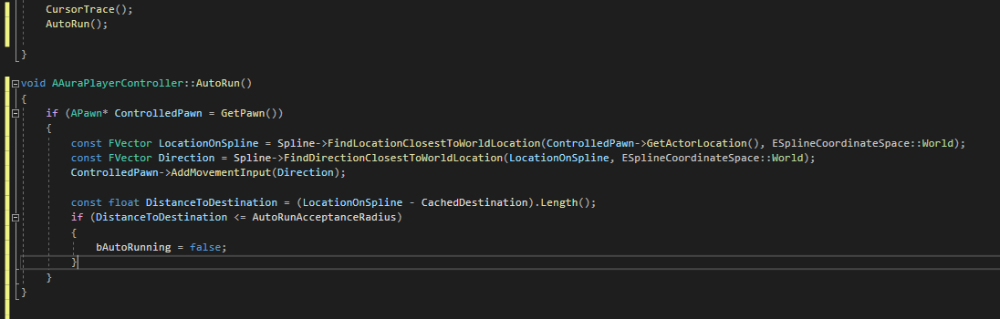 CursorTrace();
AutoRun();
}
void AAuraPlayerController::AutoRun()
{
if (APawn* ControlledPawn = GetPawn())
{
const FVector LocationOnSpline = Spline->FindLocationClosestToWorldLocation(ControlledPawn->GetActorLocation(), ESplineCoordinateSpace::World);
const FVector Direction = Spline->FindDirectionClosestToWorldLocation(LocationOnSpline, ESplineCoordinateSpace::World);
ControlledPawn->AddMovementInput(Direction);
const float DistanceToDestination = (LocationOnSpline - CachedDestination).Length();
if (DistanceToDestination <= AutoRunAcceptanceRadius)
{
bAutoRunning = false;
}
}
}